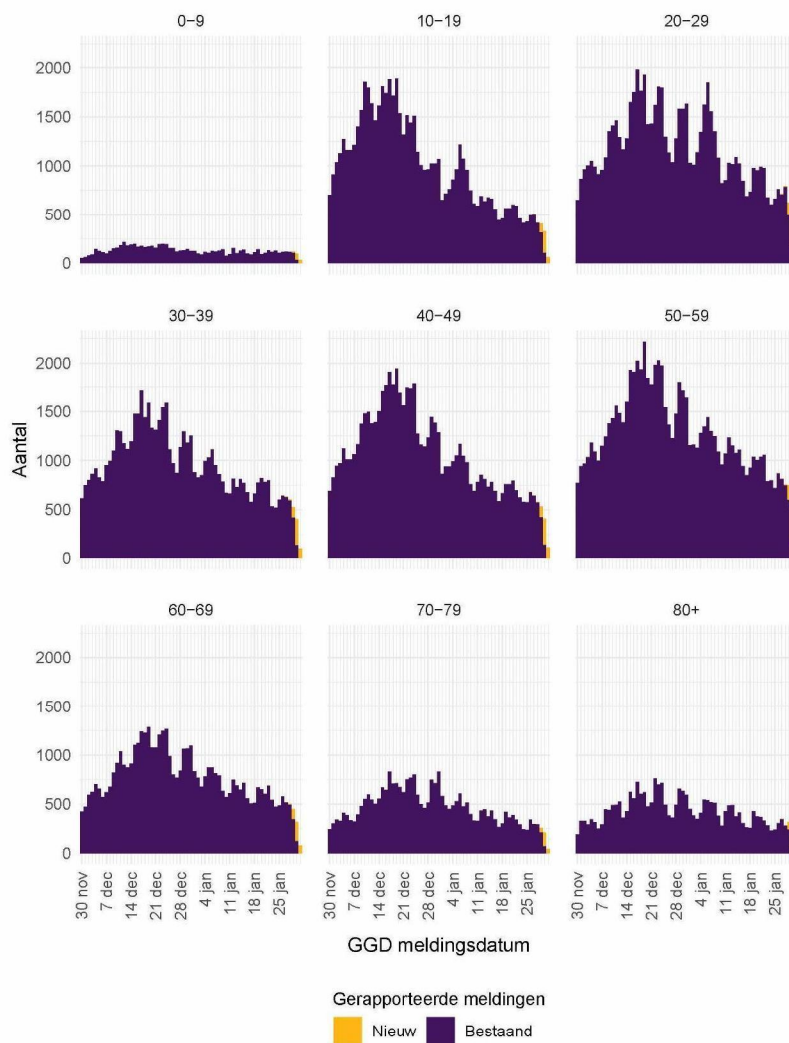 0−9 10−19 20−29
2000
1500
1000
500
0
30−39 40−49 50−59
2000
1500
1000
500
0
Aantal
60−69 70−79 80+
2000
1500
1000
500
0
30 nov 7 dec 14 dec 21 dec 28 dec 4 jan 11 jan 18 jan 25 jan 30 nov 7 dec 14 dec 21 dec 28 dec 4 jan 11 jan 18 jan 25 jan 30 nov 7 dec 14 dec 21 dec 28 dec 4 jan 11 jan 18 jan 25 jan
GGD meldingsdatum
Gerapporteerde meldingen
Nieuw Bestaand